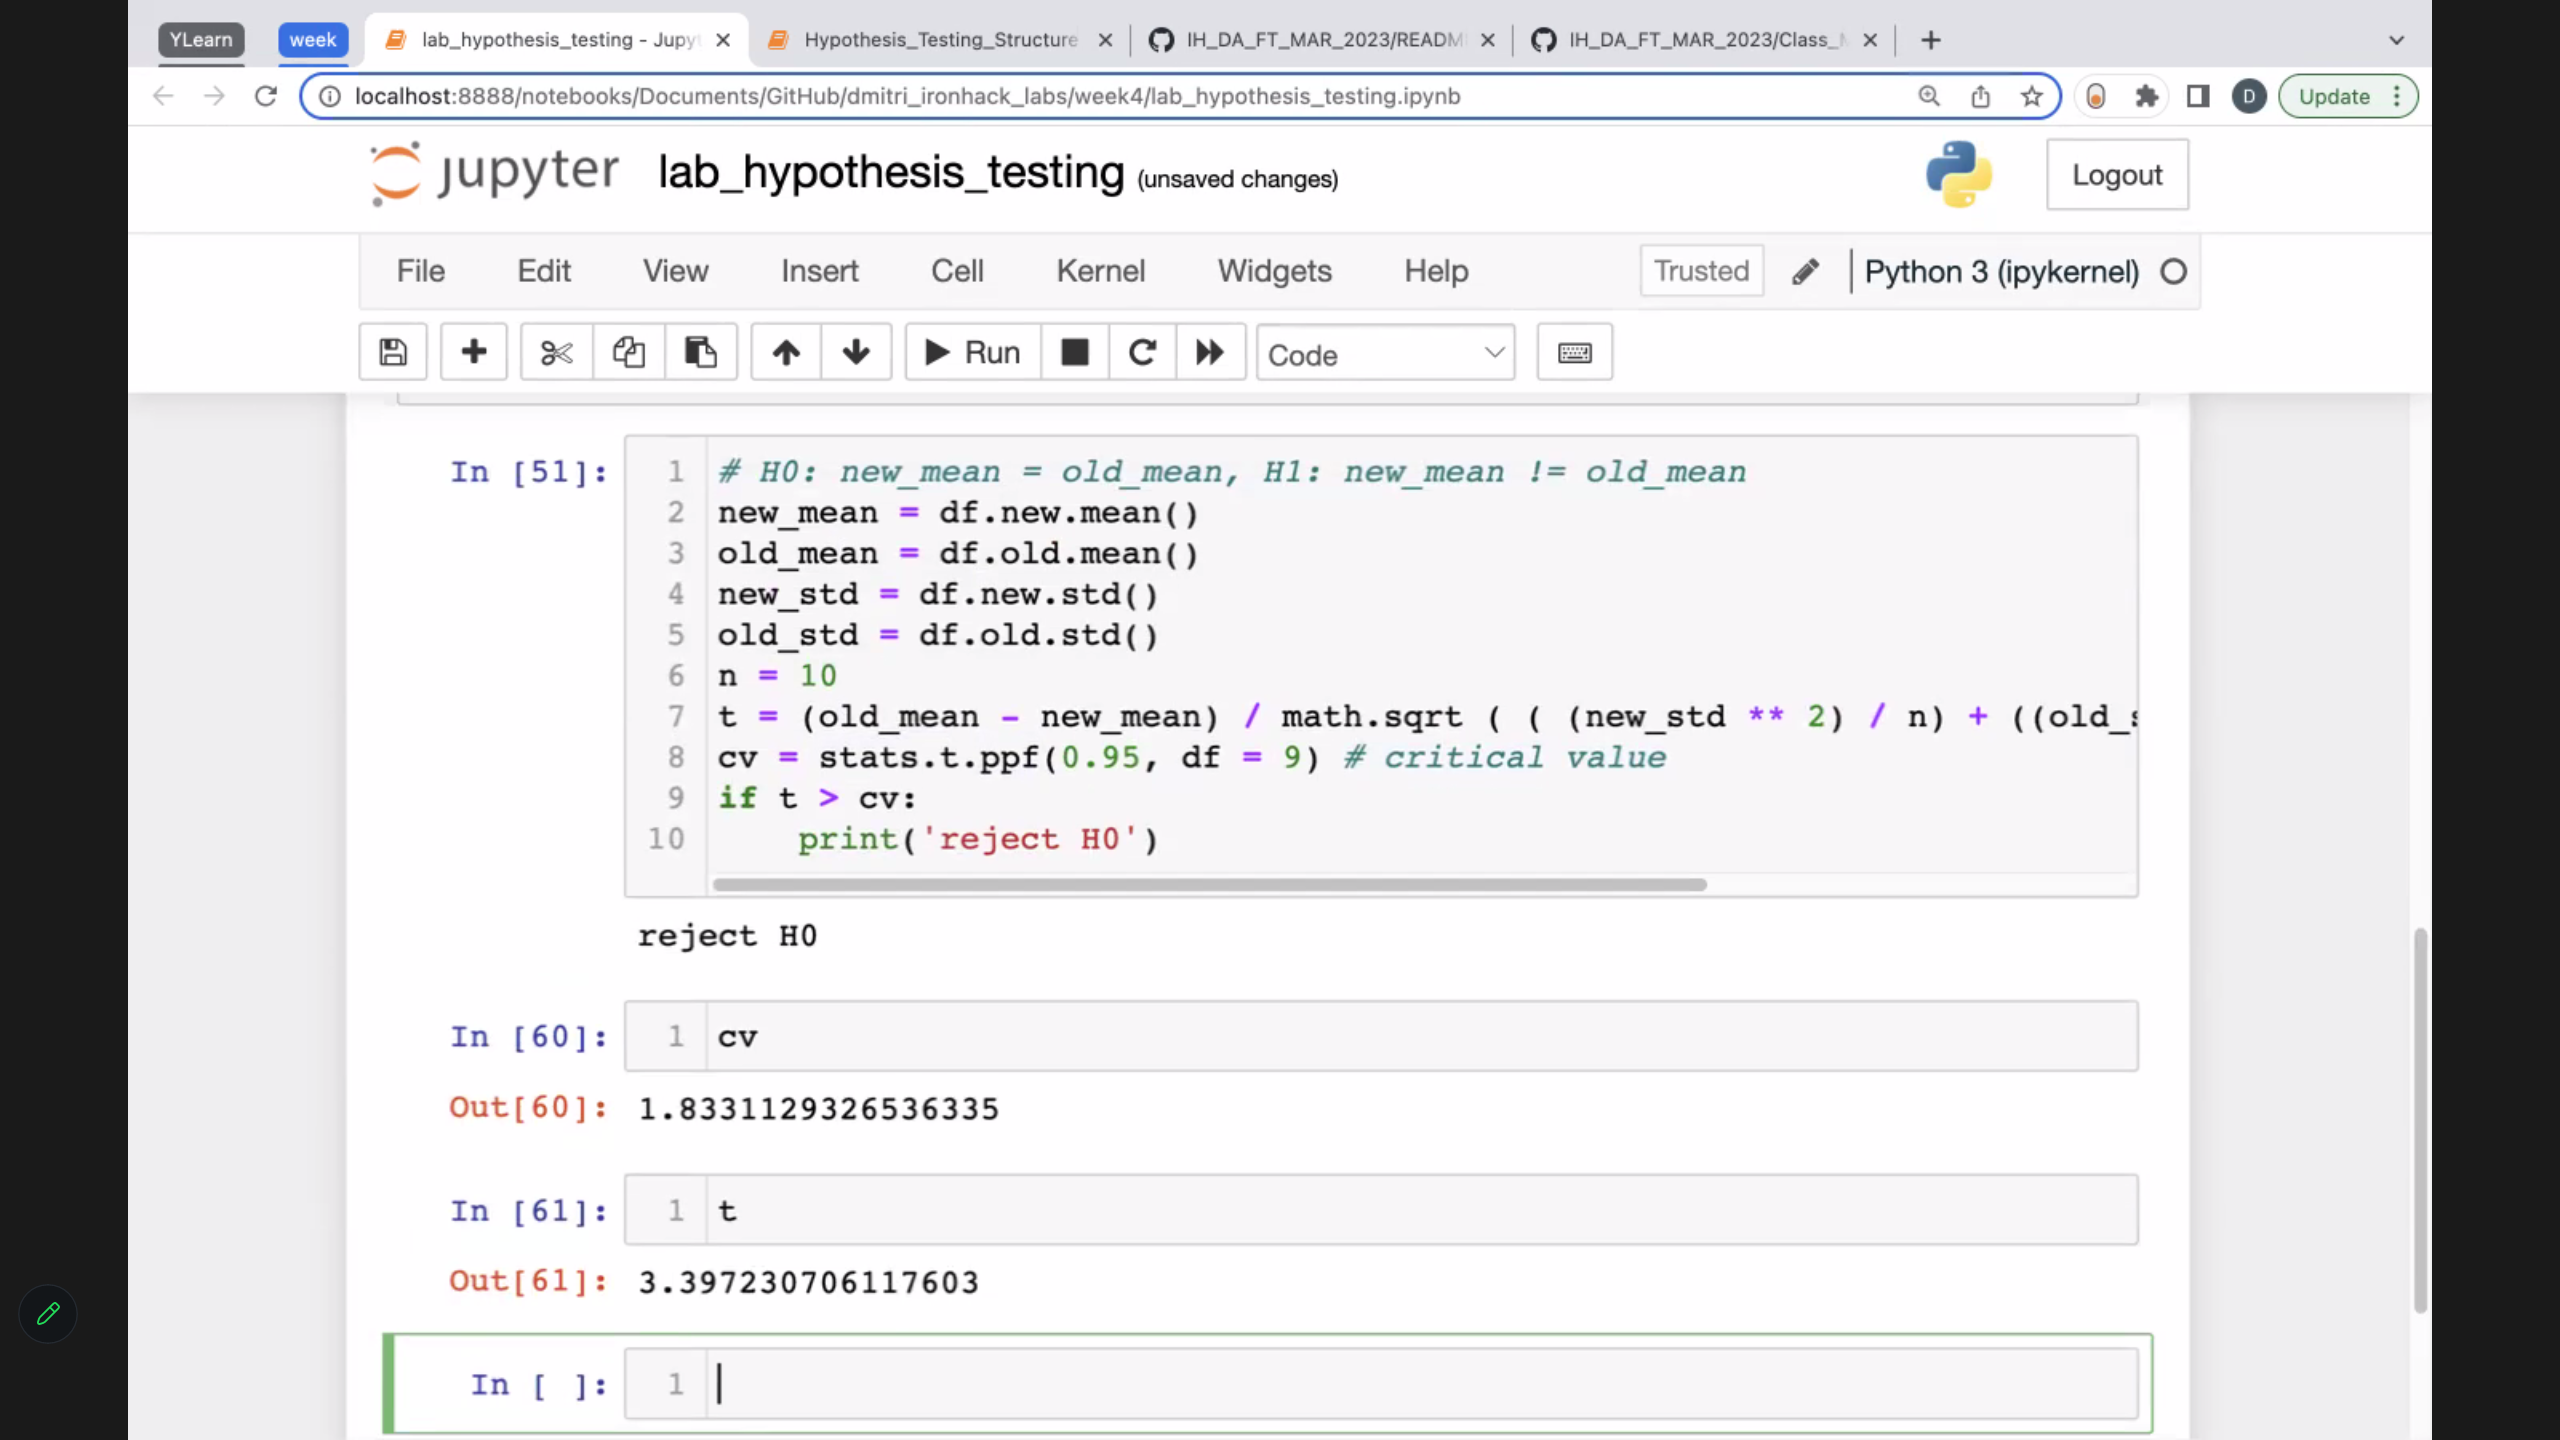 YLearn week lab_hypothesis_testing - Jupy Hypothesis_Testing_Structure IH_DA_FT_MAR_2023/READM IH_DA_FT_MAR_2023/Class_
localhost:8888/notebooks/Documents/GitHub/dmitri_ironhack_labs/week4/lab_hypothesis_testing.ipynb D Update
jupyter lab_hypothesis_testing (unsaved changes) Logout
File Edit View Insert Cell Kernel Widgets Help Trusted Python 3 (ipykernel)
Run Code
In [51]: 1 # H0: new_mean = old_mean, H1: new_mean != old_mean
2 new_mean = df.new.mean()
3 old_mean = df.old.mean()
4 new_std = df.new.std()
5 old_std = df.old.std()
6 n = 10
7 t = (old_mean - new_mean) / math.sqrt ( ( (new_std ** 2) / n) + ((old_s
8 cv = stats.t.ppf(0.95, df = 9) # critical value
9 if t > cv:
10 print('reject H0')
reject H0
In [60]: 1 cv
Out[60]: 1.8331129326536335
In [61]: 1 t
Out[61]: 3.397230706117603
In [ ]: 1